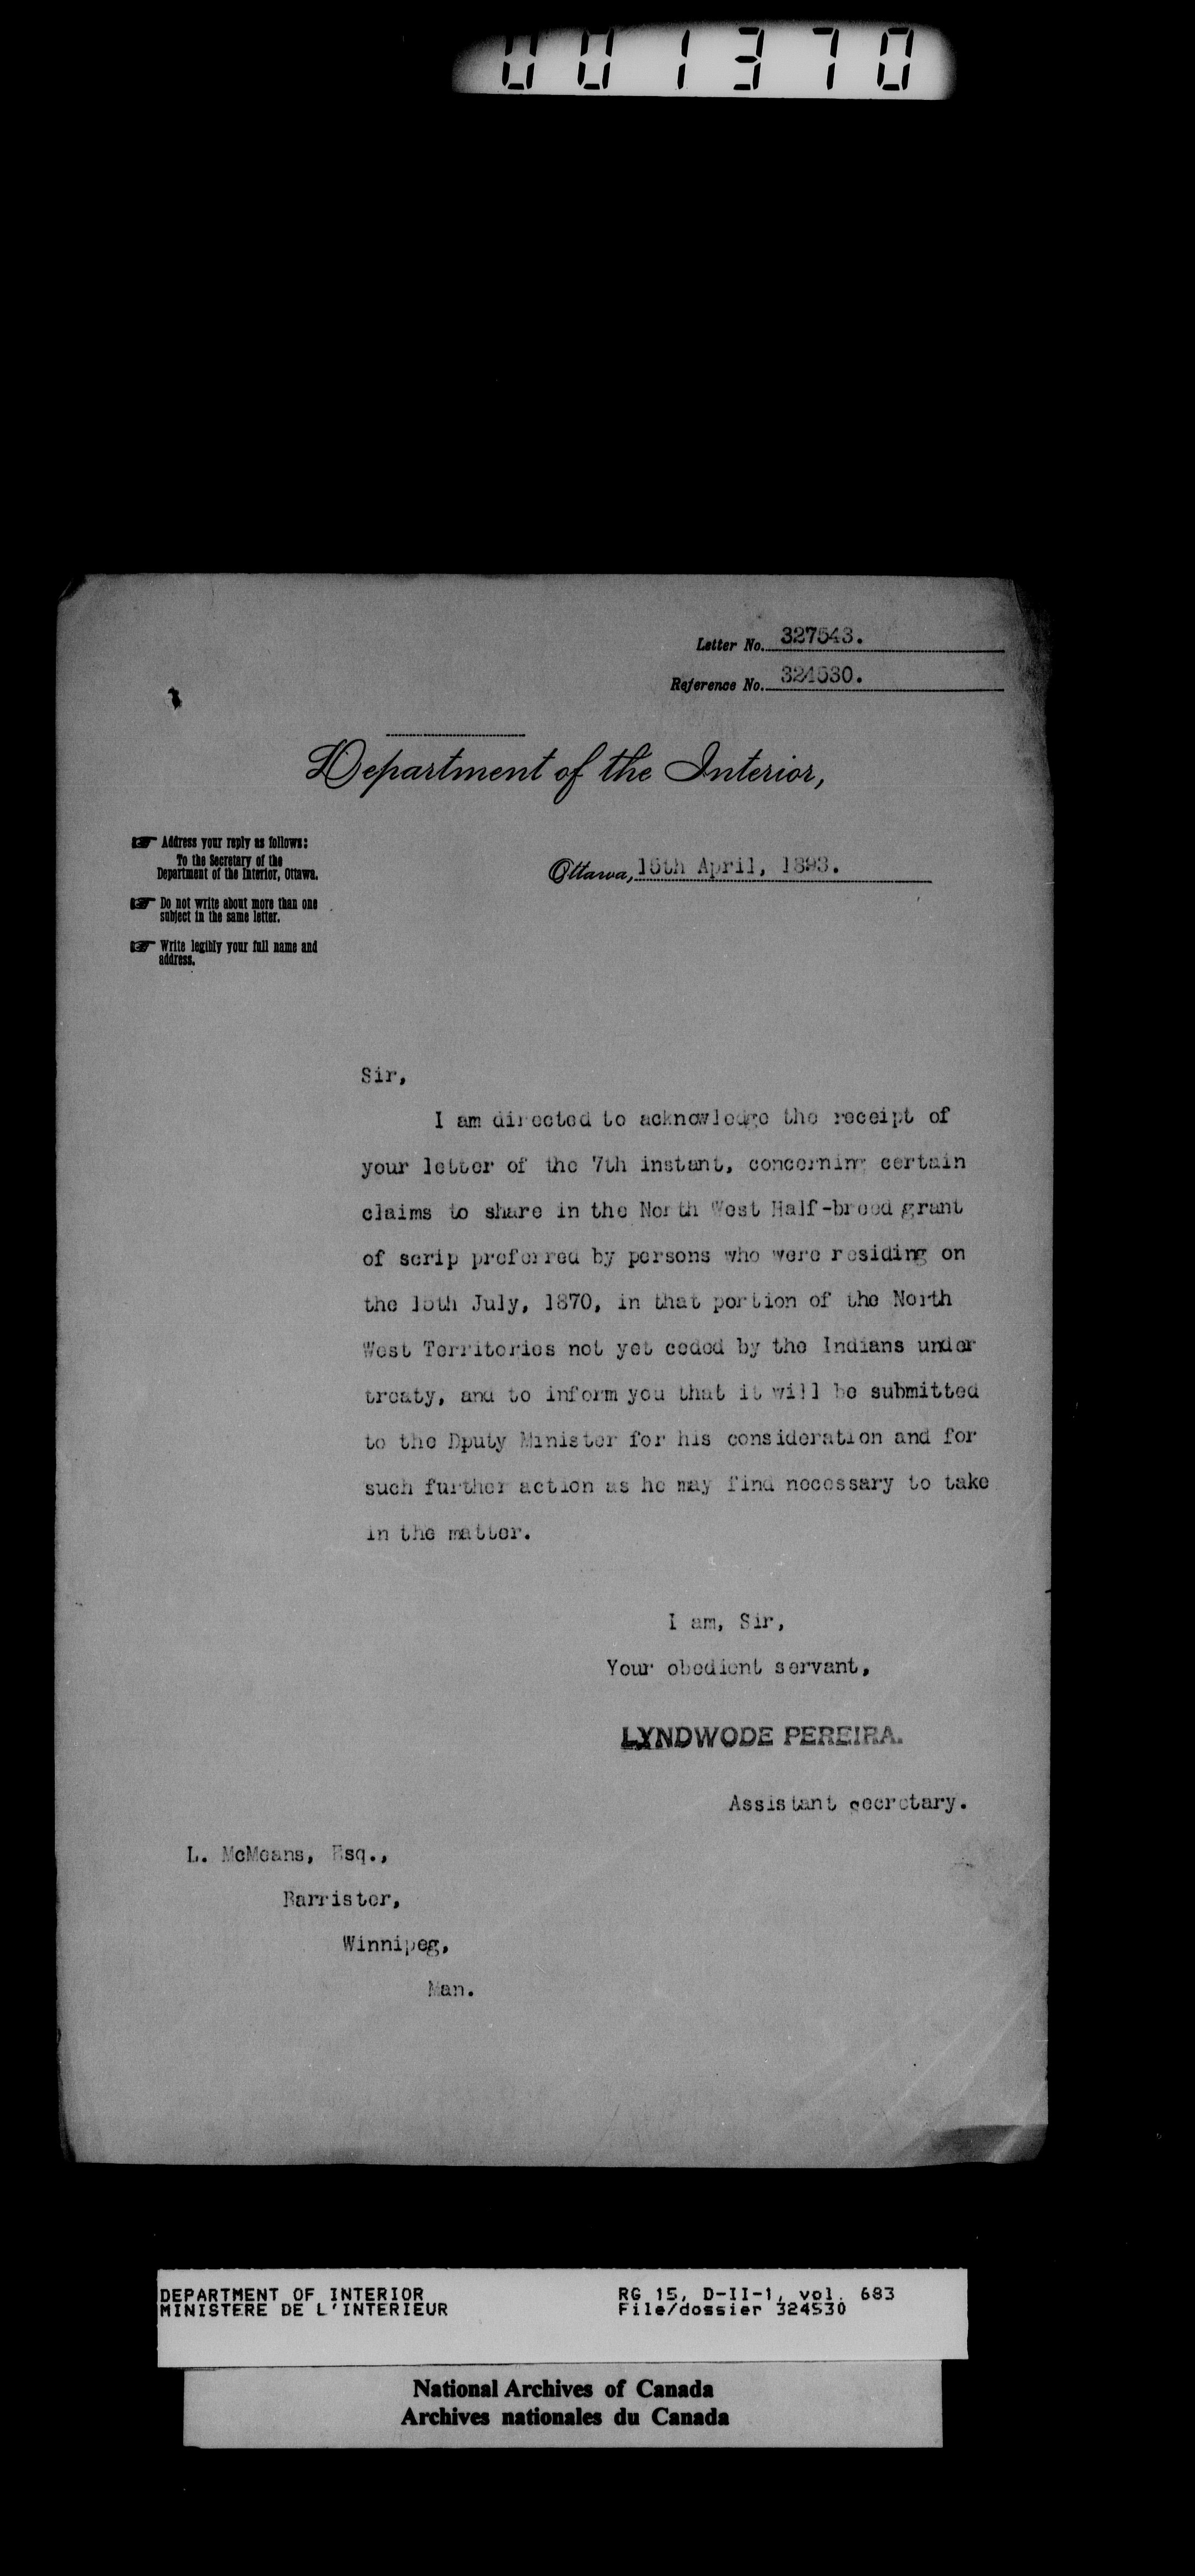 001370
Letter No. 327543.
Reference No. 324530.
Department of the Interior,
Address your reply as follows:
To the Secretary of the
Department of the Interior, Ottawa.
Do not write about more than one
subject in the same letter.
Write legibly your full name and
address.
Ottawa, 15th April, 1893.
Sir,
I am directed to acknowledge the receipt of
your letter of the 7th instant, concerning certain
claims to share in the North West Half-breed grant
of scrip preferred by persons who were residing on
the 15th July, 1870, in that portion of the North
West Territories not yet ceded by the Indians under
treaty, and to inform you that it will be submitted
to the Dputy Minister for his consideration and for
such further action as he may find necessary to take
in the matter.
I am, Sir,
Your obedient servant,
LYNDWODE PEREIRA.
Assistant secretary.
L. McMeans, Esq.,
Barrister,
Winnipeg,
Man.
DEPARTMENT OF INTERIOR
MINISTERE DE L'INTERIEUR
RG 15, D-II-1, vol. 683
File/dossier 324530
National Archives of Canada
Archives nationales du Canada